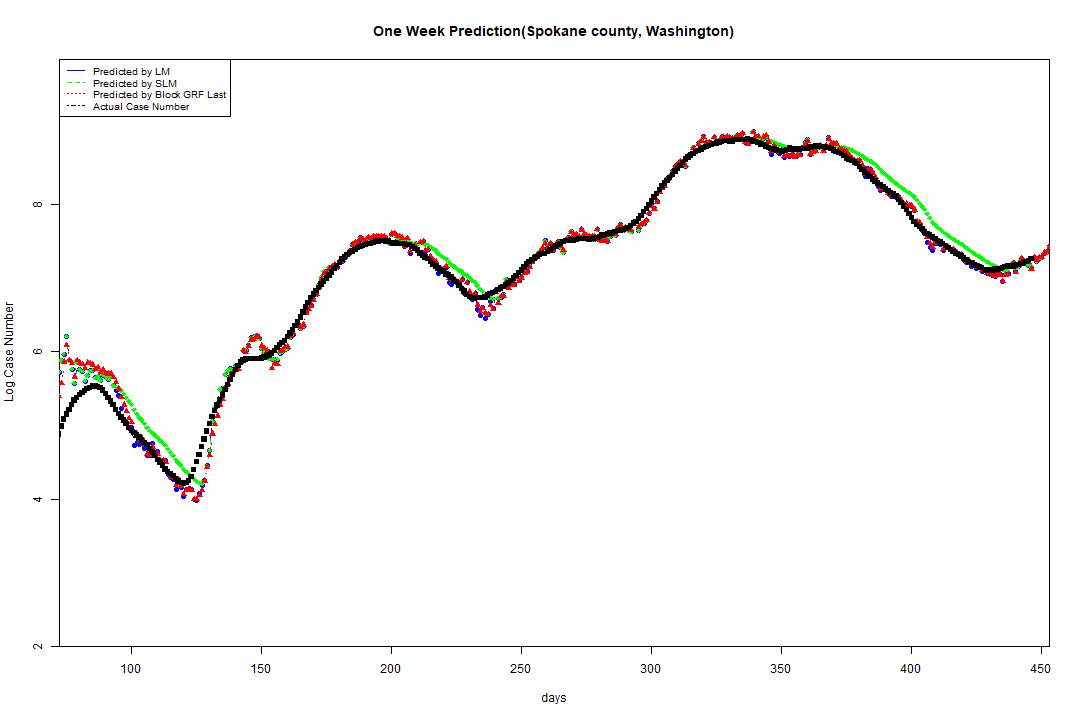 One Week Prediction(Spokane county, Washington)
Predicted by LM
Predicted by SLM
Predicted by Block GRF Last
Actual Case Number
8
6
4
2
Log Case Number
100 150 200 250 300 350 400 450
days